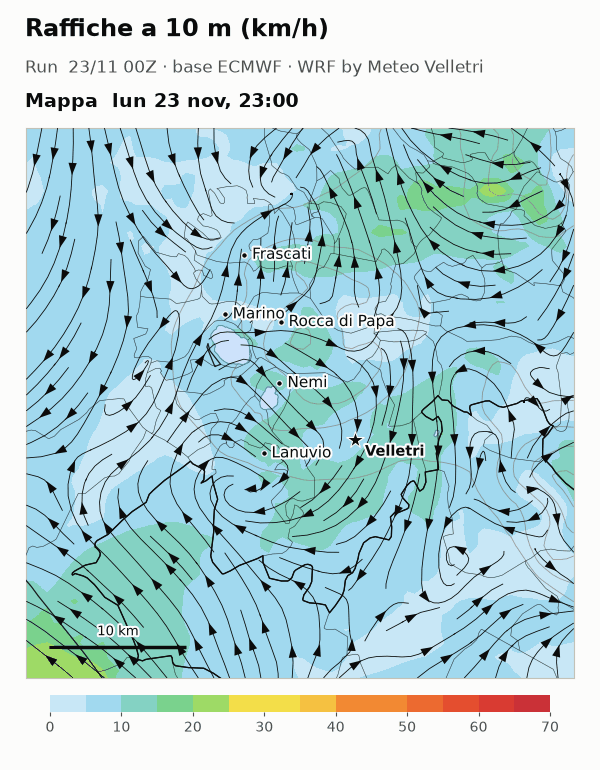 Raffiche a 10 m (km/h)
Run  23/11 00Z · base ECMWF · WRF by Meteo Velletri
Mappa  lun 23 nov, 23:00
Frascati
Marino
Rocca di Papa
Nemi
Velletri
Lanuvio
10 km
0 10 20 30 40 50 60 70